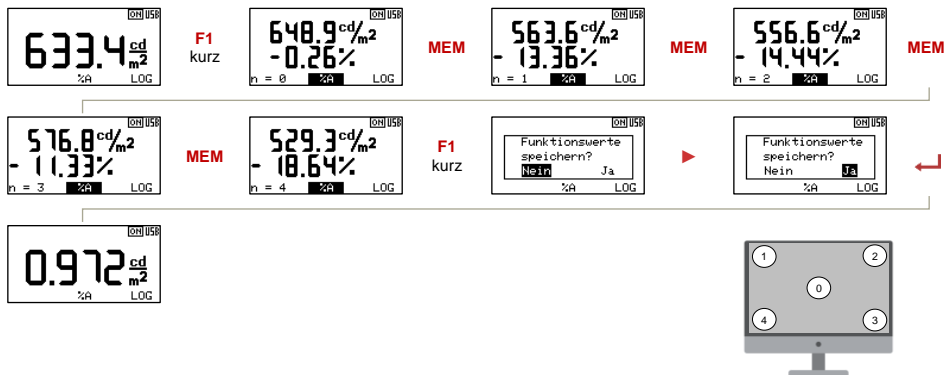 ON USB
633.4 cd/m2
%A LOG
F1
kurz
ON USB
648.9 cd/m2
-0.26%
n = 0 %A LOG
MEM
ON USB
563.6 cd/m2
- 13.36%
n = 1 %A LOG
MEM
ON USB
556.6 cd/m2
- 14.44%
n = 2 %A LOG
MEM
ON USB
576.8 cd/m2
- 11.33%
n = 3 %A LOG
MEM
ON USB
529.3 cd/m2
- 18.64%
n = 4 %A LOG
F1
kurz
ON USB
Funktionswerte
speichern?
Nein Ja
%A LOG
ON USB
Funktionswerte
speichern?
Nein Ja
%A LOG
ON USB
0.972 cd/m2
%A LOG
1 2
0
4 3